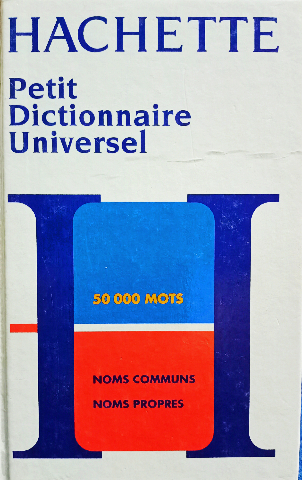 HACHETTE
Petit
Dictionnaire
Universel
50 000 MOTS
NOMS COMMUNS
NOMS PROPRES